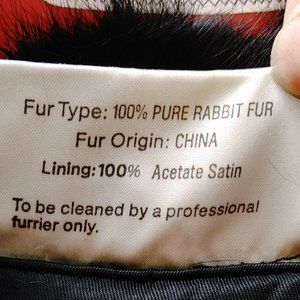 Fur Type: 100% PURE RABBIT FUR
Fur Origin: CHINA
Lining:100% Acetate Satin
To be cleaned by a professional
furrier only.